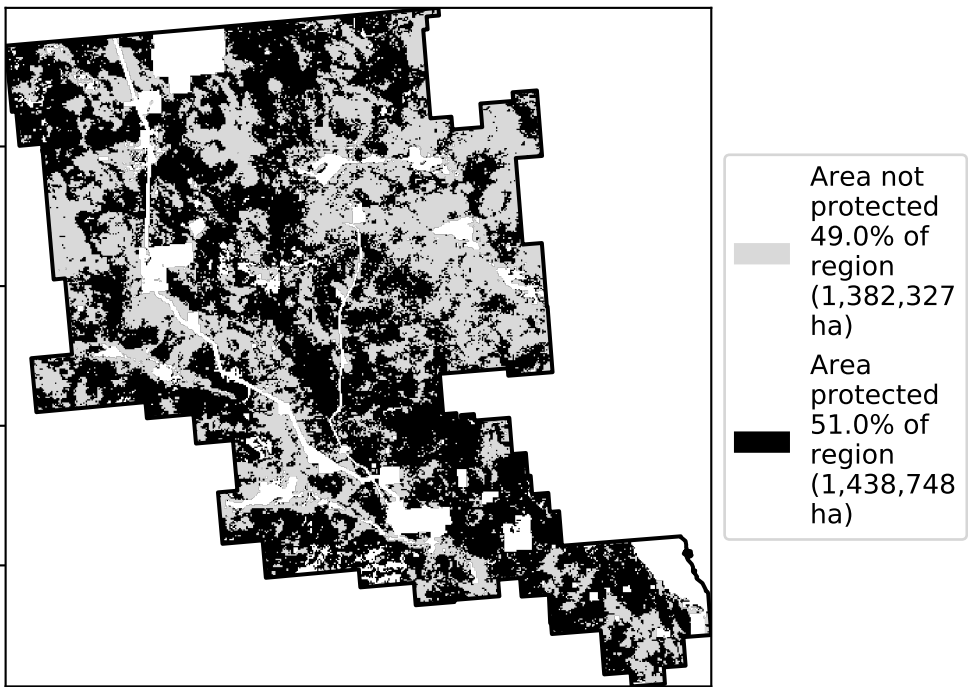 Area not
protected
49.0% of
region
(1,382,327
ha)
Area
protected
51.0% of
region
(1,438,748
ha)